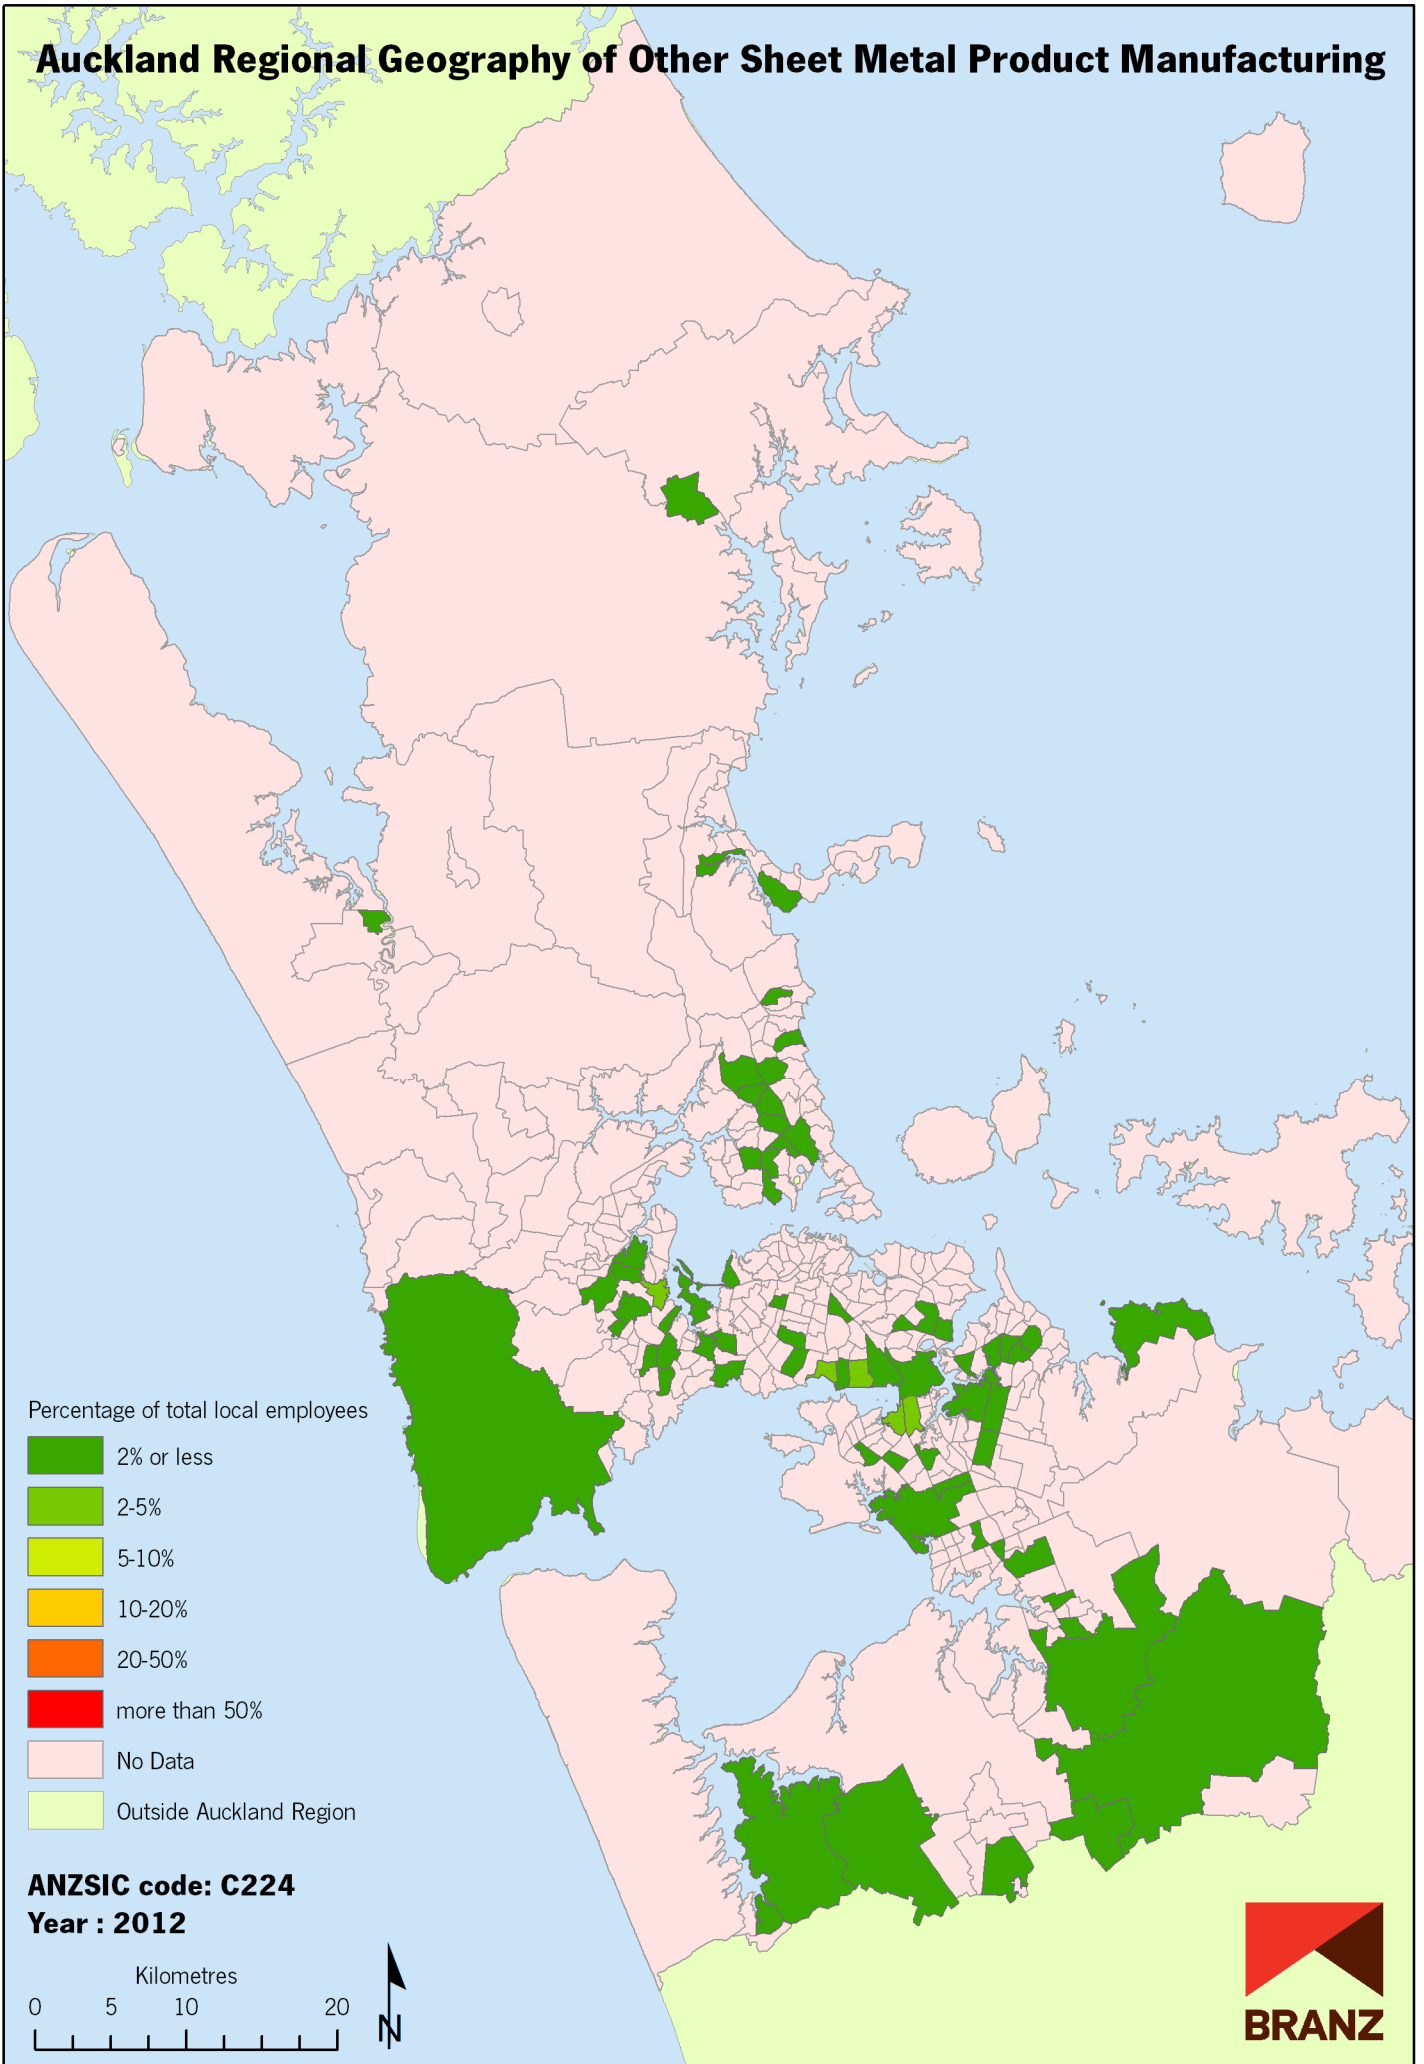 Auckland Regional Geography of Other Sheet Metal Product Manufacturing
Percentage of total local employees
2% or less
2-5%
5-10%
10-20%
20-50%
more than 50%
No Data
Outside Auckland Region
ANZSIC code: C224
Year : 2012
Kilometres
0 5 10 20
N
BRANZ